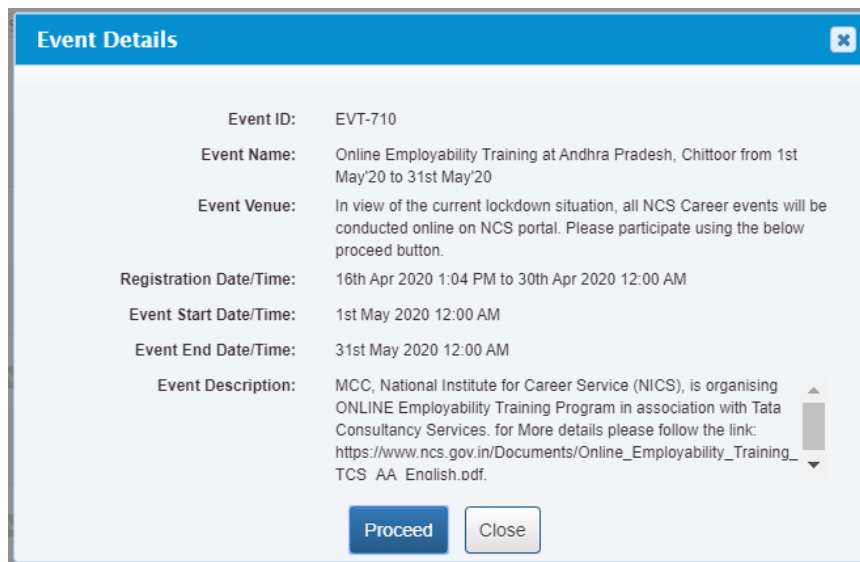 Event Details
Event ID: EVT-710
Event Name: Online Employability Training at Andhra Pradesh, Chittoor from 1st
May'20 to 31st May'20
Event Venue: In view of the current lockdown situation, all NCS Career events will be
conducted online on NCS portal. Please participate using the below
proceed button.
Registration Date/Time: 16th Apr 2020 1:04 PM to 30th Apr 2020 12:00 AM
Event Start Date/Time: 1st May 2020 12:00 AM
Event End Date/Time: 31st May 2020 12:00 AM
Event Description: MCC, National Institute for Career Service (NICS), is organising
ONLINE Employability Training Program in association with Tata
Consultancy Services. for More details please follow the link:
https://www.ncs.gov.in/Documents/Online_Employability_Training_
TCS_AA_English.pdf.
Proceed Close